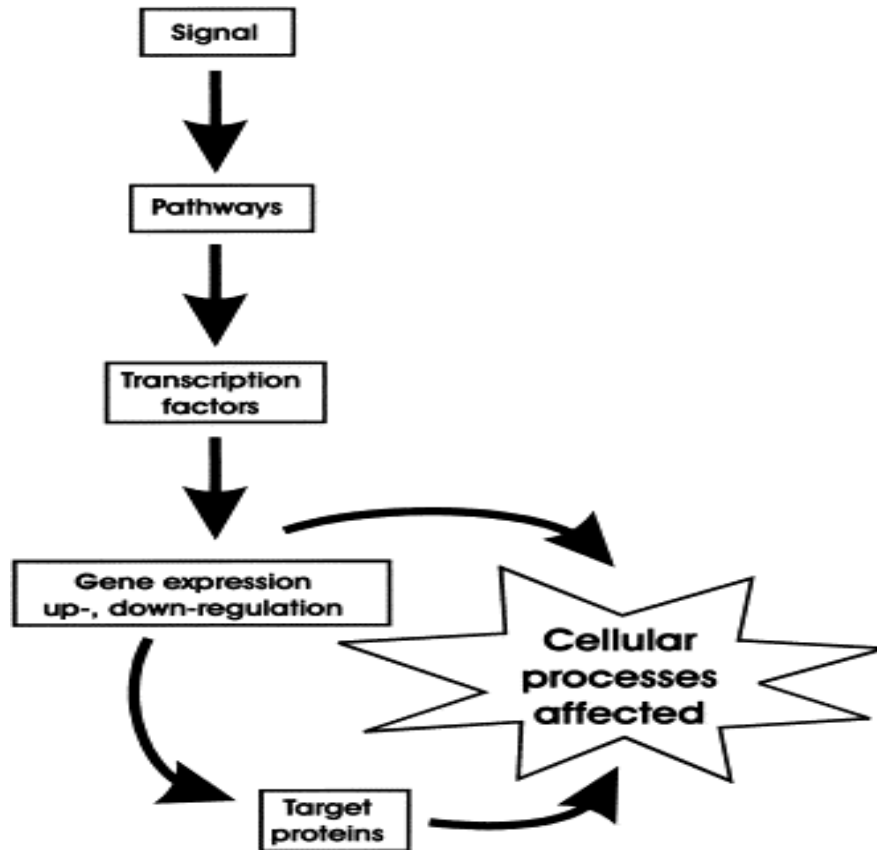 Signal
Pathways
Transcription
factors
Gene expression
up-, down-regulation
Cellular
processes
affected
Target
proteins